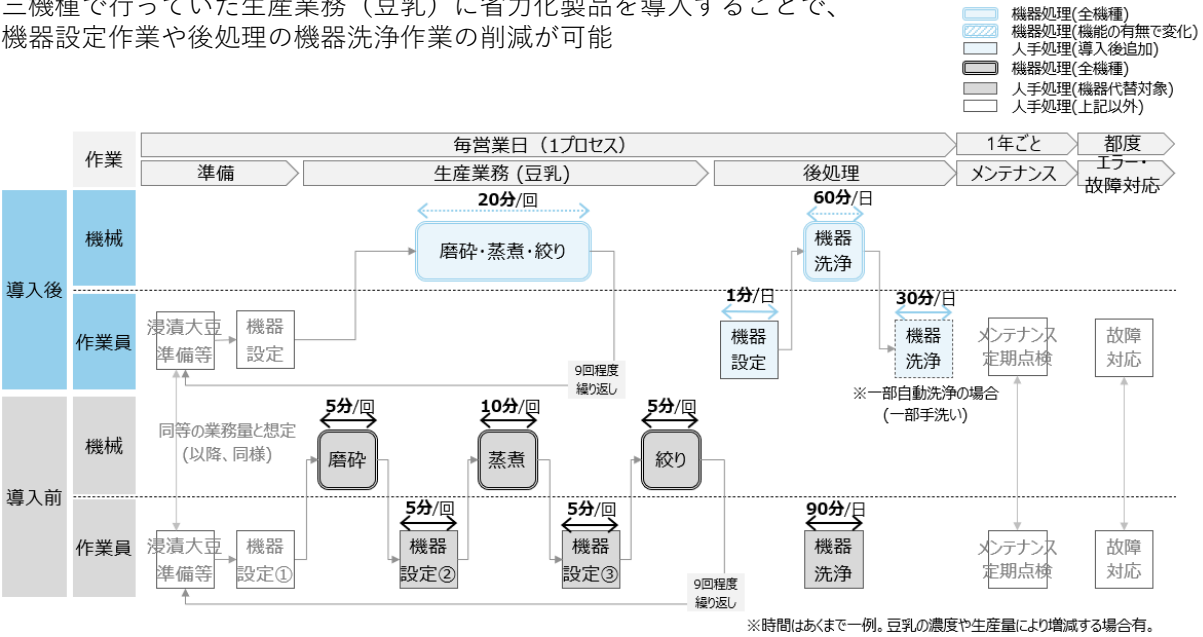 三機種で行っていた生産業務（豆乳）に省力化製品を導入することで、
機器設定作業や後処理の機器洗浄作業の削減が可能
機器処理(全機種)
機器処理(機能の有無で変化)
人手処理(導入後追加)
機器処理(全機種)
人手処理(機器代替対象)
人手処理(上記以外)
作業
毎営業日（1プロセス）
1年ごと
都度
準備
生産業務 (豆乳)
後処理
メンテナンス
エラー・
故障対応
導入後
機械
20分/回
磨砕・蒸煮・絞り
60分/日
機器
洗浄
作業員
浸漬大豆
準備等
機器
設定
1分/日
機器
設定
30分/日
機器
洗浄
メンテナンス
定期点検
故障
対応
9回程度
繰り返し
※一部自動洗浄の場合
(一部手洗い)
同等の業務量と想定
(以降、同様)
導入前
機械
5分/回
磨砕
10分/回
蒸煮
5分/回
絞り
作業員
浸漬大豆
準備等
機器
設定①
5分/回
機器
設定②
5分/回
機器
設定③
90分/日
機器
洗浄
メンテナンス
定期点検
故障
対応
9回程度
繰り返し
※時間はあくまで一例。豆乳の濃度や生産量により増減する場合有。